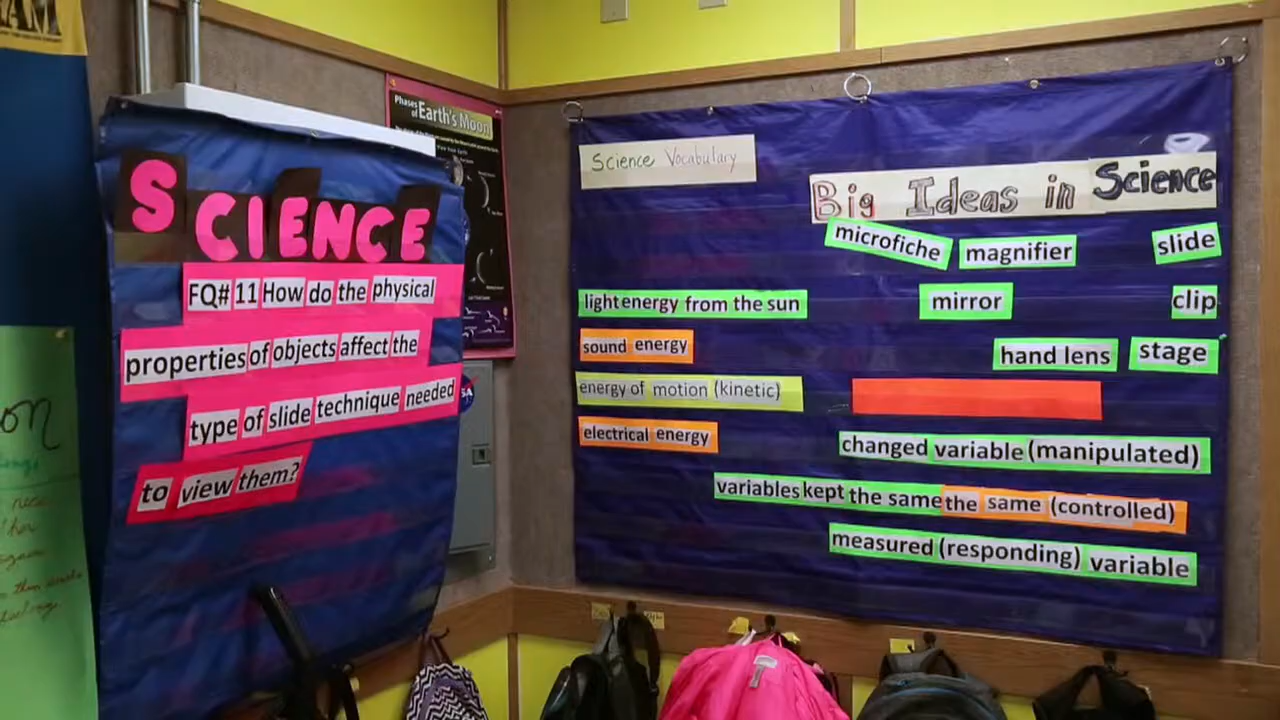 SCIENCE
FQ# 11 How do the physical
properties of objects affect the
type of slide technique needed
to view them?
Phases of Earth's Moon
Science Vocabulary
Big Ideas in Science
microfiche magnifier slide
light energy from the sun mirror clip
sound energy hand lens stage
energy of motion (kinetic)
electrical energy
changed variable (manipulated)
variables kept the same the same (controlled)
measured (responding) variable